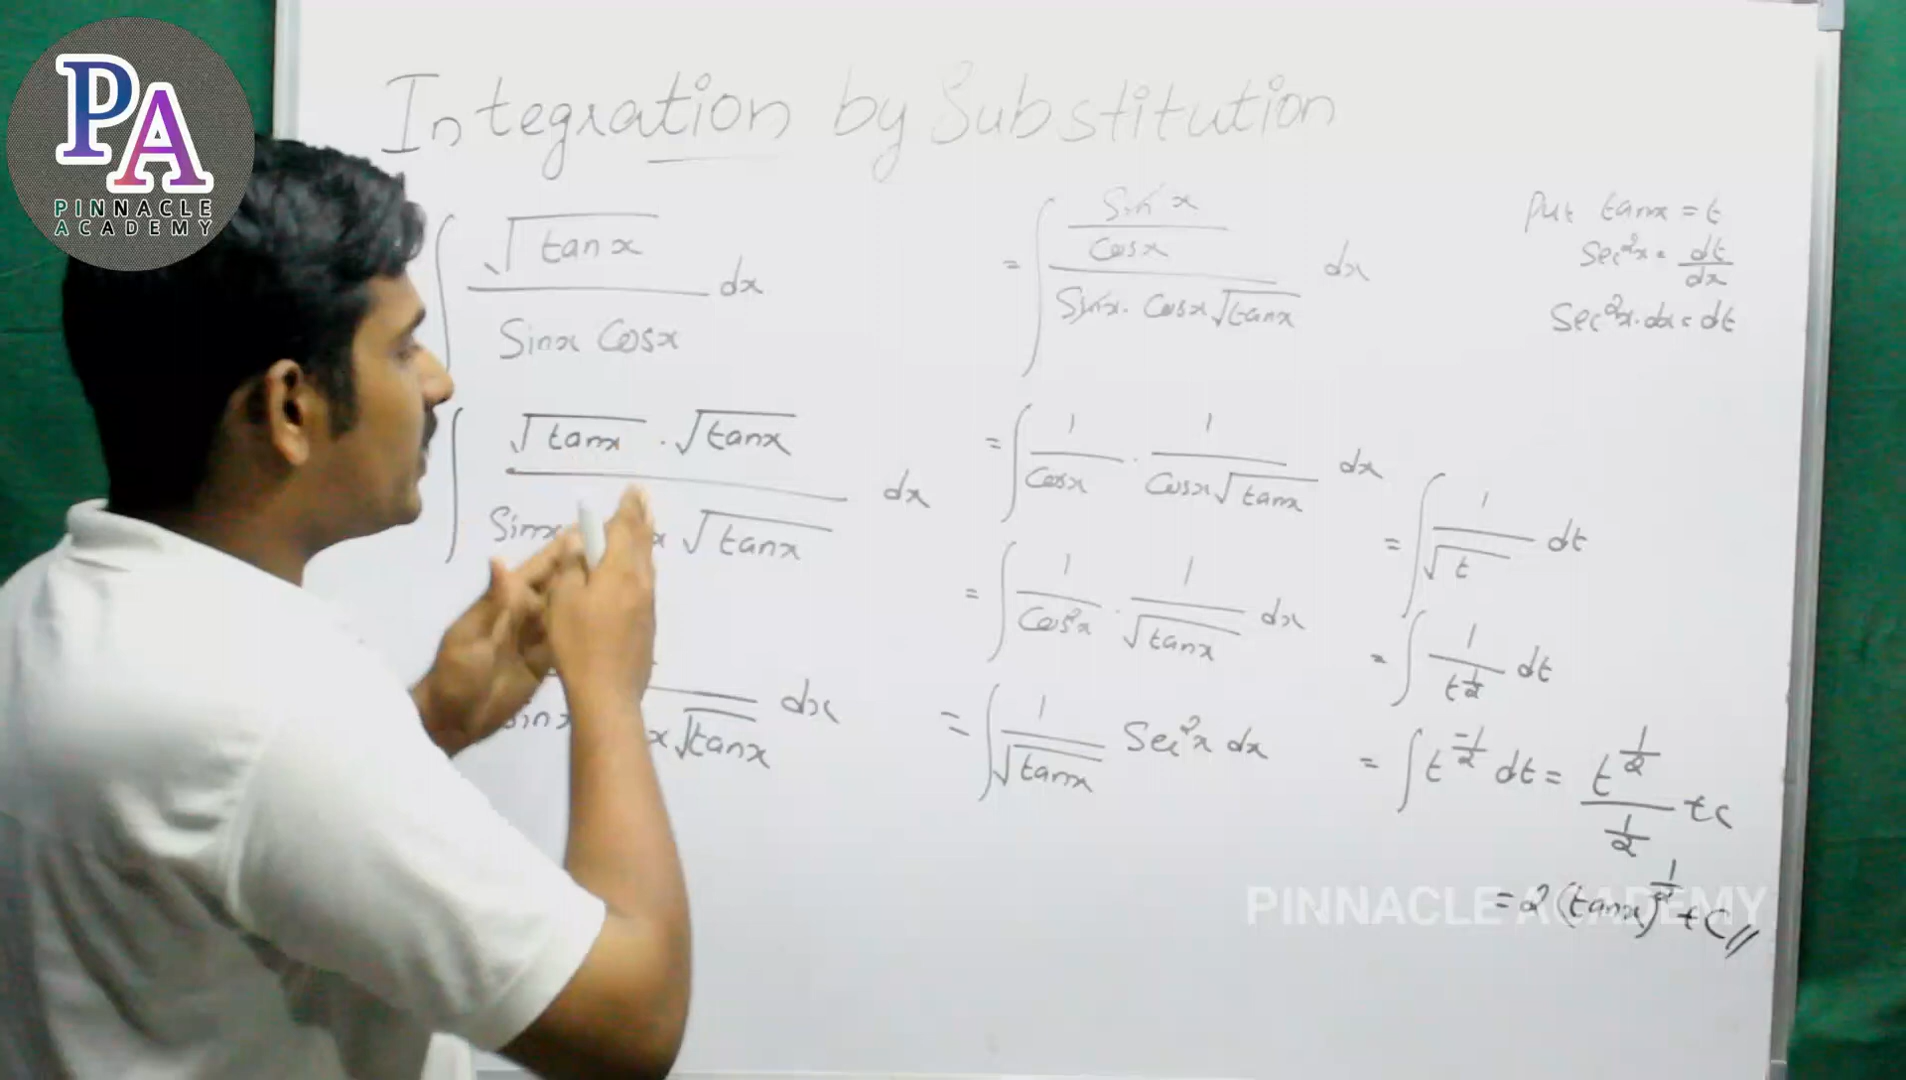 PA
PINNACLE
ACADEMY
Integration by Substitution
∫ √tanx / Sinx Cosx dx
∫ √tanx . √tanx / Sinx x √tanx dx
Sinx x√tanx dx
= ∫ Sinx / Cosx / Sinx. Cosx√tanx dx
= ∫ 1/Cosx . 1/Cosx√tanx dx
= ∫ 1/Cos²x . 1/√tanx dx
= ∫ 1/√tanx Sec²x dx
Put tanx = t
Sec²x = dt/dx
Sec²x.dx = dt
= ∫ 1/√t dt
= ∫ 1/t^½ dt
= ∫ t^-½ dt = t^½ / ½ + C
= 2 (tanx)^½ + C //
PINNACLE ACADEMY